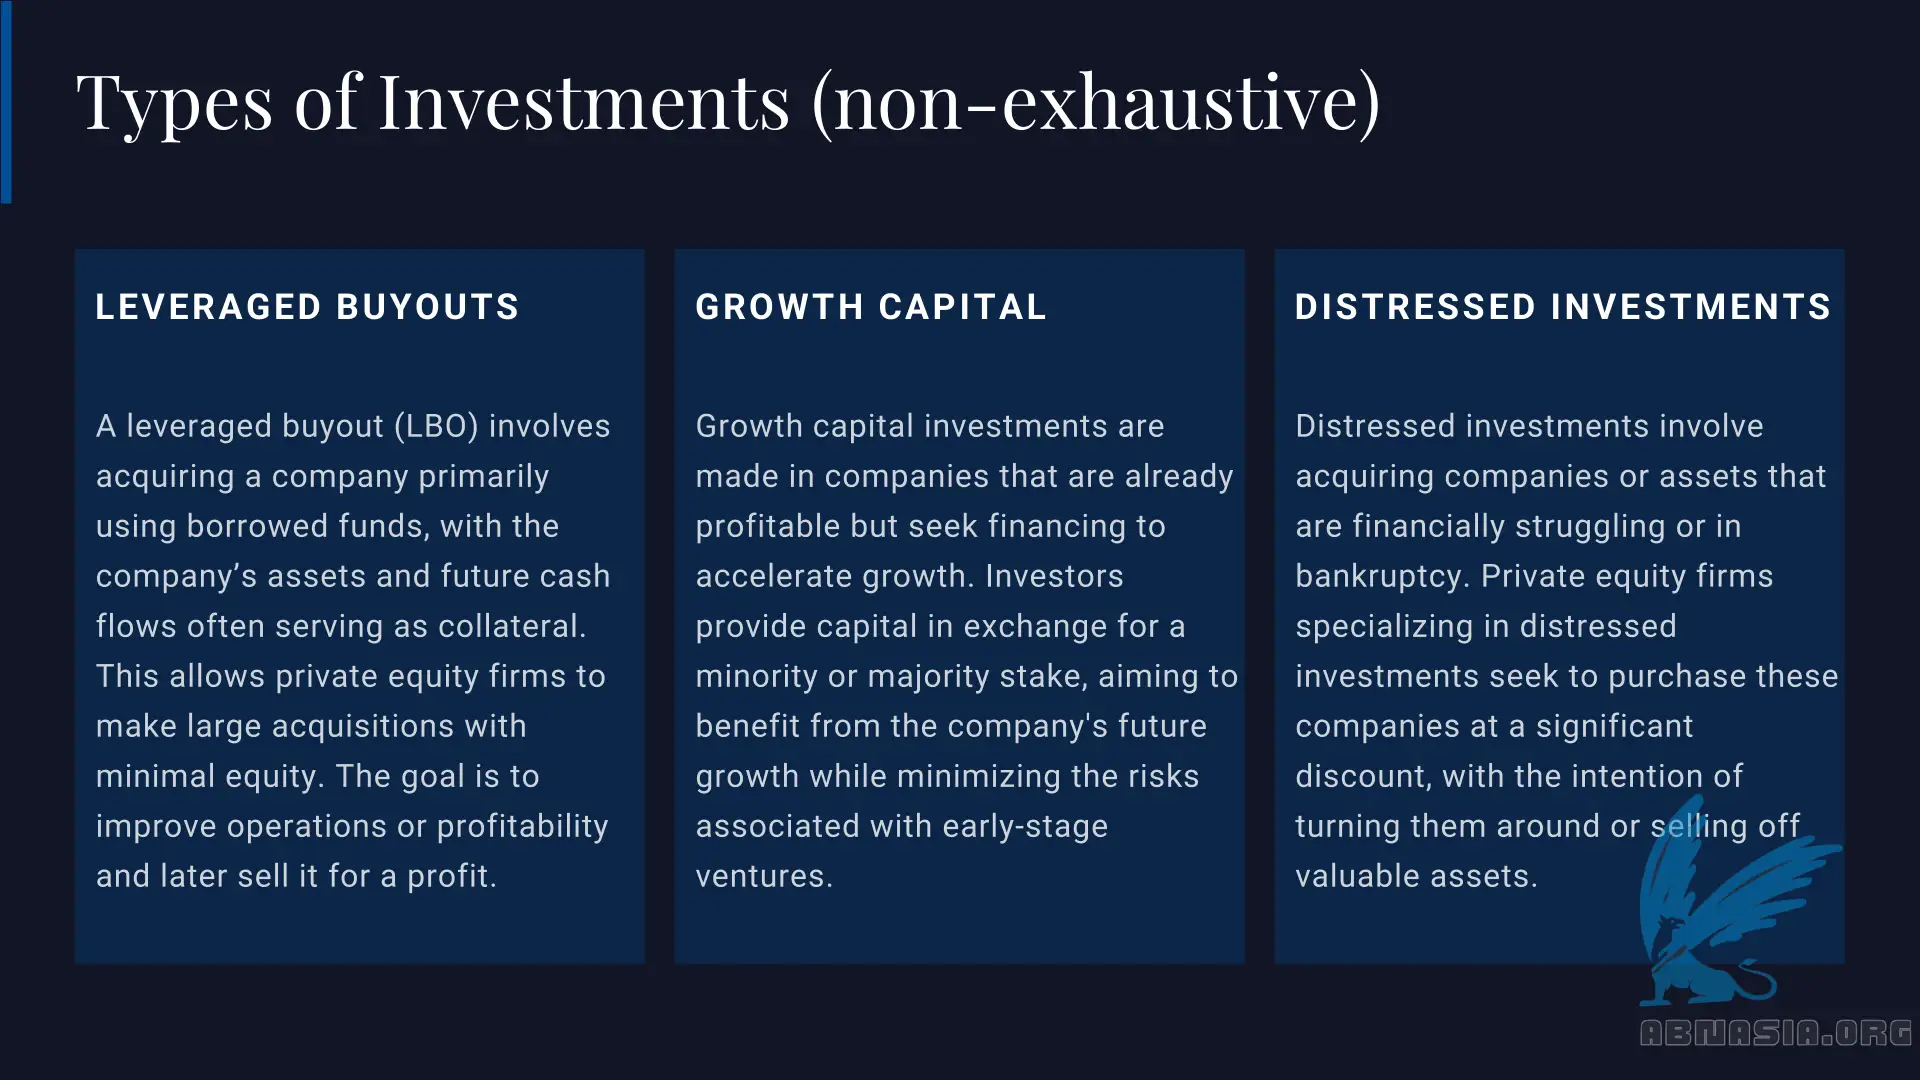 Types of Investments (non-exhaustive)
LEVERAGED BUYOUTS
A leveraged buyout (LBO) involves
acquiring a company primarily
using borrowed funds, with the
company’s assets and future cash
flows often serving as collateral.
This allows private equity firms to
make large acquisitions with
minimal equity. The goal is to
improve operations or profitability
and later sell it for a profit.
GROWTH CAPITAL
Growth capital investments are
made in companies that are already
profitable but seek financing to
accelerate growth. Investors
provide capital in exchange for a
minority or majority stake, aiming to
benefit from the company's future
growth while minimizing the risks
associated with early-stage
ventures.
DISTRESSED INVESTMENTS
Distressed investments involve
acquiring companies or assets that
are financially struggling or in
bankruptcy. Private equity firms
specializing in distressed
investments seek to purchase these
companies at a significant
discount, with the intention of
turning them around or selling off
valuable assets.
ABNASIA.ORG